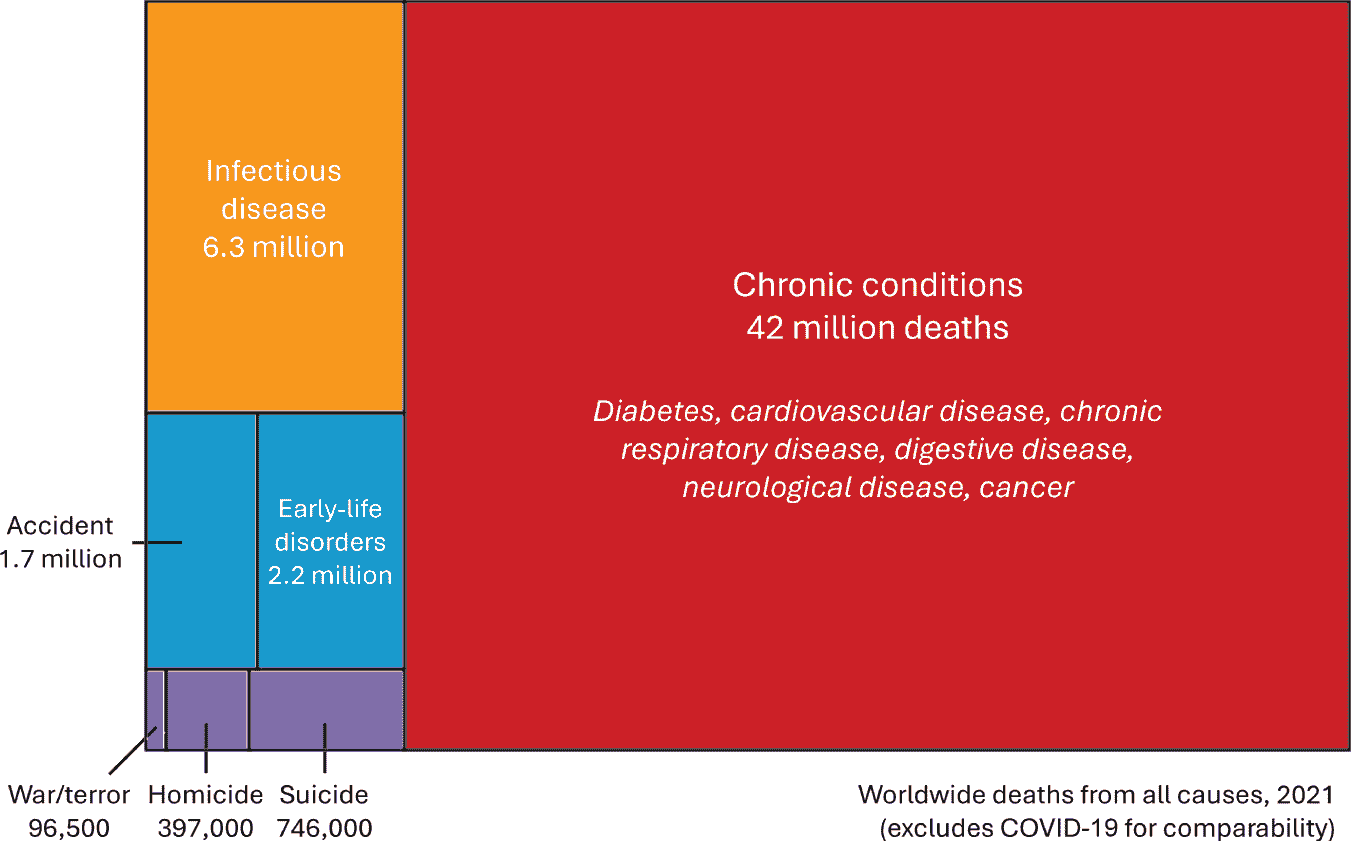 Infectious
disease
6.3 million
Chronic conditions
42 million deaths
Diabetes, cardiovascular disease, chronic
respiratory disease, digestive disease,
neurological disease, cancer
Accident
1.7 million
Early-life
disorders
2.2 million
War/terror
96,500
Homicide
397,000
Suicide
746,000
Worldwide deaths from all causes, 2021
(excludes COVID-19 for comparability)